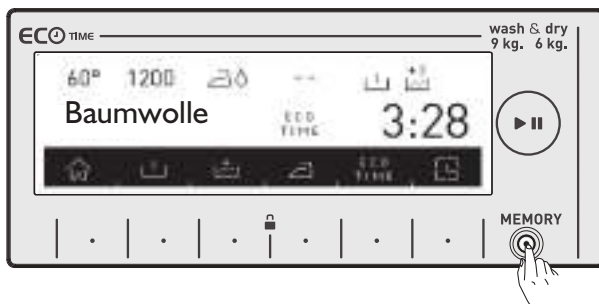 ECO TIME
wash & dry
9 kg. 6 kg.
60° 1200 --
Baumwolle
ECO
TIME
3:28
ECO
TIME
MEMORY